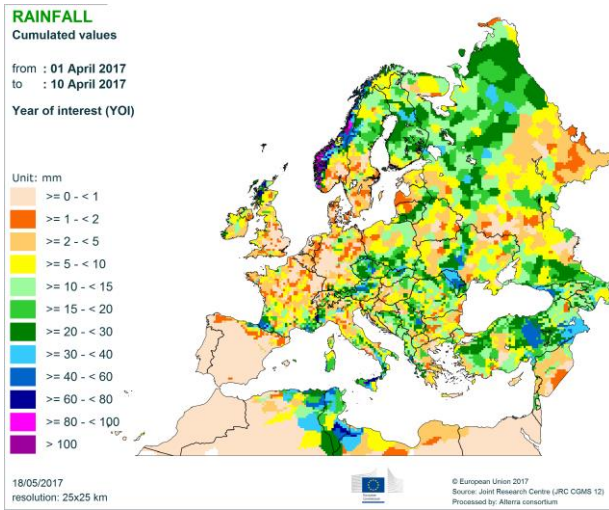 RAINFALL
Cumulated values
from : 01 April 2017
to : 10 April 2017
Year of interest (YOI)
Unit: mm
>= 0 - < 1
>= 1 - < 2
>= 2 - < 5
>= 5 - < 10
>= 10 - < 15
>= 15 - < 20
>= 20 - < 30
>= 30 - < 40
>= 40 - < 60
>= 60 - < 80
>= 80 - < 100
> 100
18/05/2017
resolution: 25x25 km
© European Union 2017
Source: Joint Research Centre (JRC CGMS 12)
Processed by: Alterra consortium